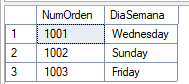 NumOrden DiaSemana
1 1001 Wednesday
2 1002 Sunday
3 1003 Friday